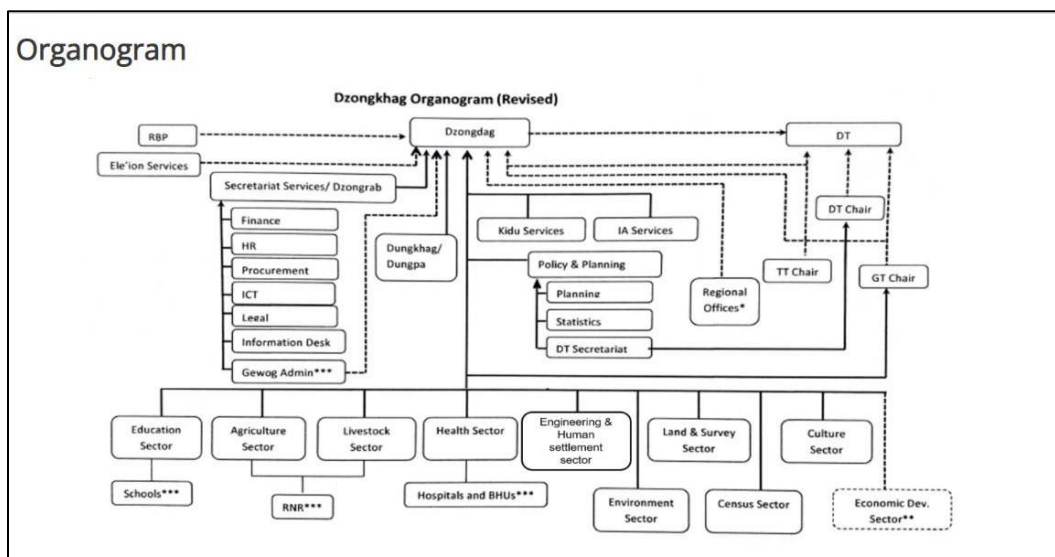 Organogram
Dzongkhag Organogram (Revised)
RBP
Dzongdag
DT
Ele'ion Services
Secretariat Services/ Dzongrab
Finance
HR
Procurement
ICT
Legal
Information Desk
Gewog Admin***
Dungkhag/
Dungpa
Kidu Services
IA Services
Policy & Planning
Planning
Statistics
DT Secretariat
Regional
Offices*
DT Chair
TT Chair
GT Chair
Education
Sector
Agriculture
Sector
Livestock
Sector
Health Sector
Engineering &
Human
settlement
sector
Land & Survey
Sector
Culture
Sector
Schools***
RNR***
Hospitals and BHUs***
Environment
Sector
Census Sector
Economic Dev.
Sector**